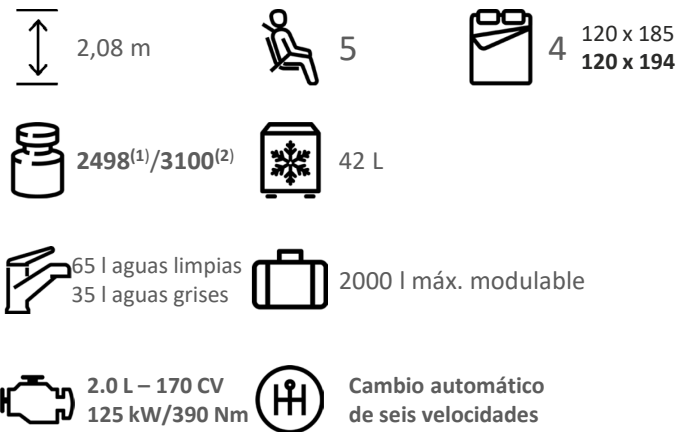 2,08 m
5
4
120 x 185
120 x 194
2498(1)/3100(2)
42 L
65 l aguas limpias
35 l aguas grises
2000 l máx. modulable
2.0 L – 170 CV
125 kW/390 Nm
Cambio automático
de seis velocidades